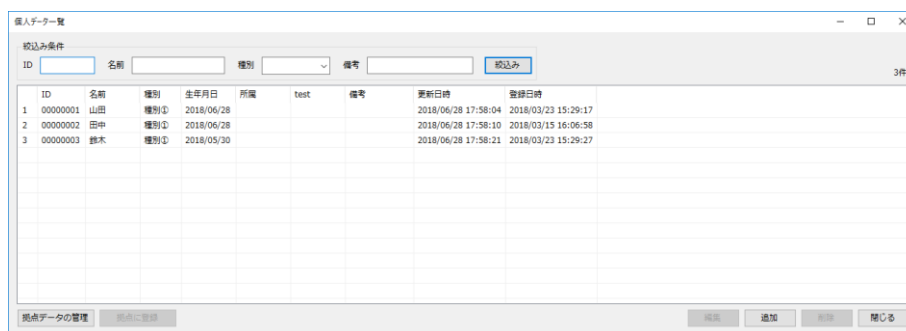 個人データ一覧
絞込み条件
ID 名前 種別 備考 絞込み
3件
ID 名前 種別 生年月日 所属 test 備考 更新日時 登録日時
1 00000001 山田 種別① 2018/06/28 2018/06/28 17:58:04 2018/03/23 15:29:17
2 00000002 田中 種別① 2018/06/28 2018/06/28 17:58:10 2018/03/15 16:06:58
3 00000003 鈴木 種別① 2018/05/30 2018/06/28 17:58:21 2018/03/23 15:29:27
拠点データの管理 拠点に登録 編集 追加 削除 閉じる